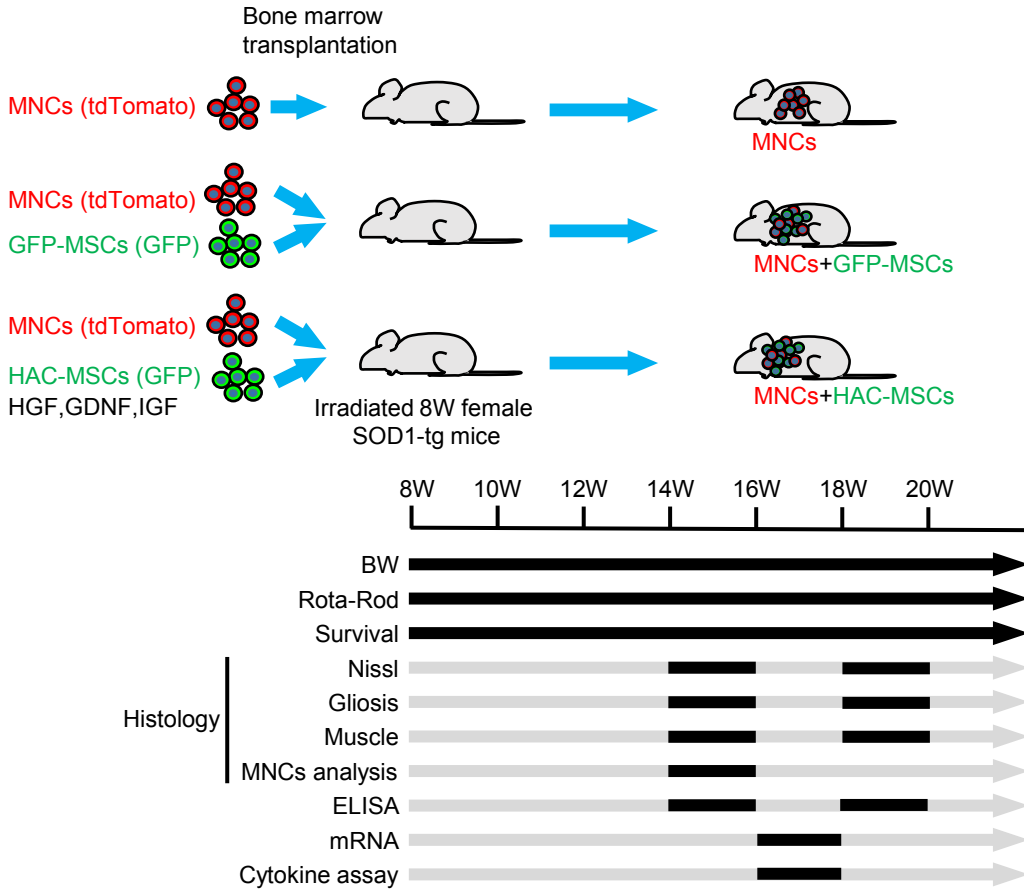 Bone marrow
transplantation
MNCs (tdTomato)
MNCs
MNCs (tdTomato)
GFP-MSCs (GFP)
MNCs+GFP-MSCs
MNCs (tdTomato)
HAC-MSCs (GFP)
HGF,GDNF,IGF
MNCs+HAC-MSCs
Irradiated 8W female
SOD1-tg mice
8W 10W 12W 14W 16W 18W 20W
BW
Rota-Rod
Survival
Histology
Nissl
Gliosis
Muscle
MNCs analysis
ELISA
mRNA
Cytokine assay